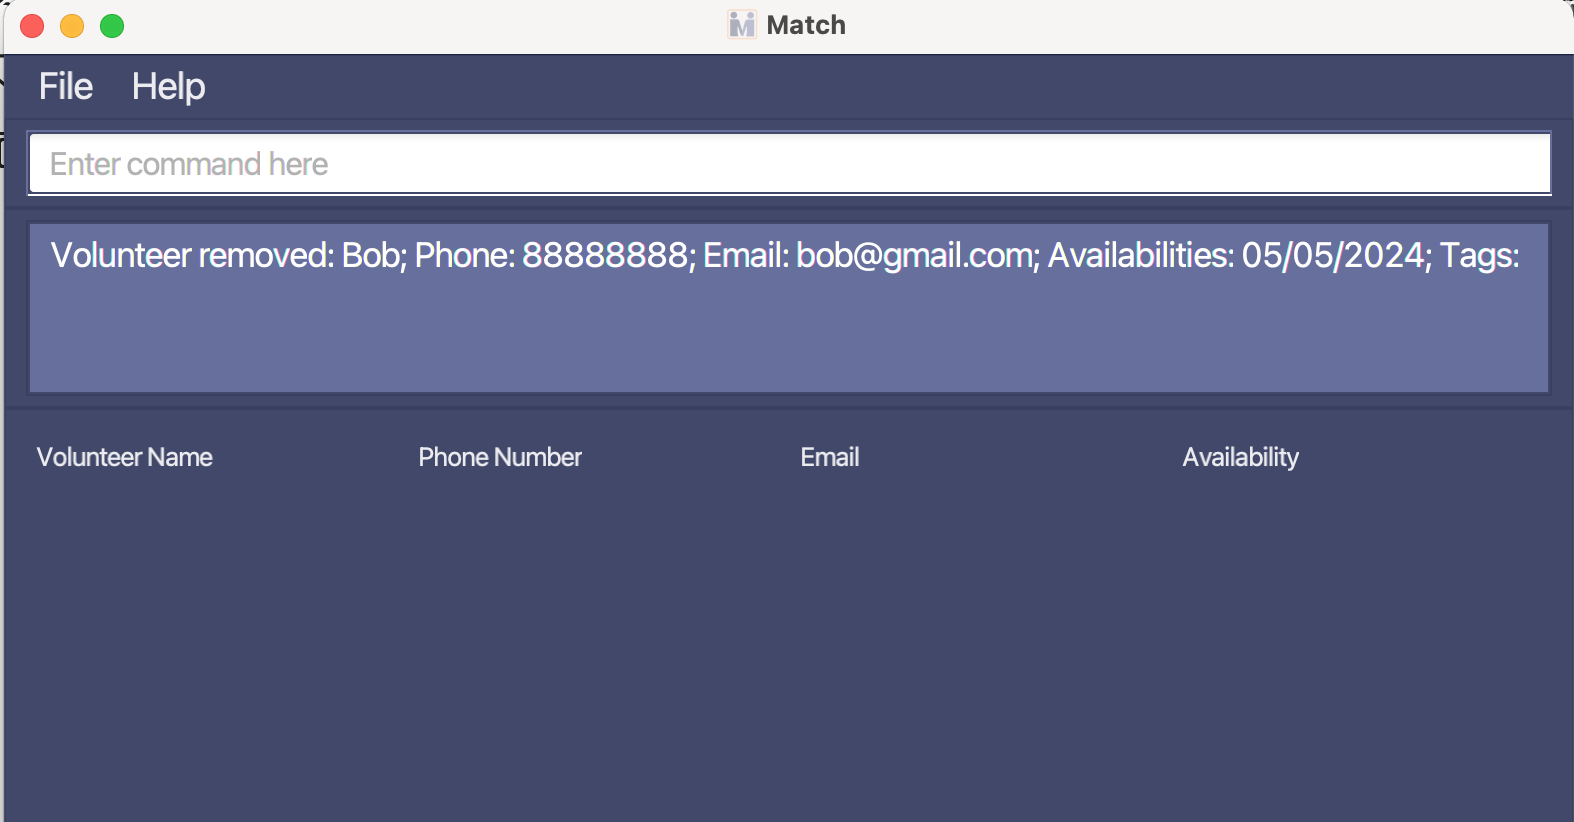 Match
File Help
Enter command here
Volunteer removed: Bob; Phone: 88888888; Email: bob@gmail.com; Availabilities: 05/05/2024; Tags:
Volunteer Name Phone Number Email Availability